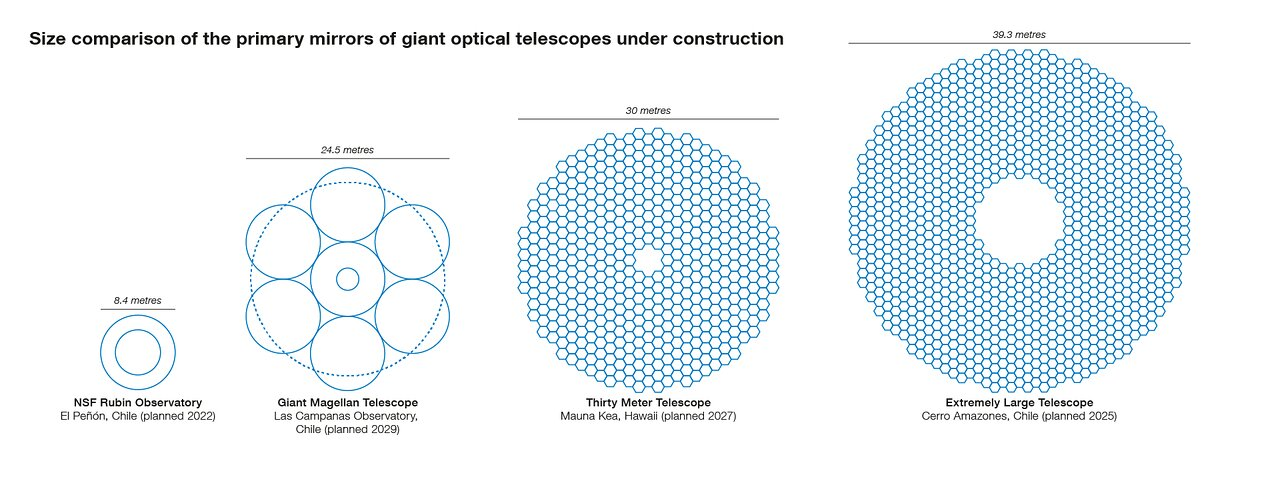 Size comparison of the primary mirrors of giant optical telescopes under construction
39.3 metres
30 metres
24.5 metres
8.4 metres
NSF Rubin Observatory
El Peñón, Chile (planned 2022)
Giant Magellan Telescope
Las Campanas Observatory,
Chile (planned 2029)
Thirty Meter Telescope
Mauna Kea, Hawaii (planned 2027)
Extremely Large Telescope
Cerro Amazones, Chile (planned 2025)